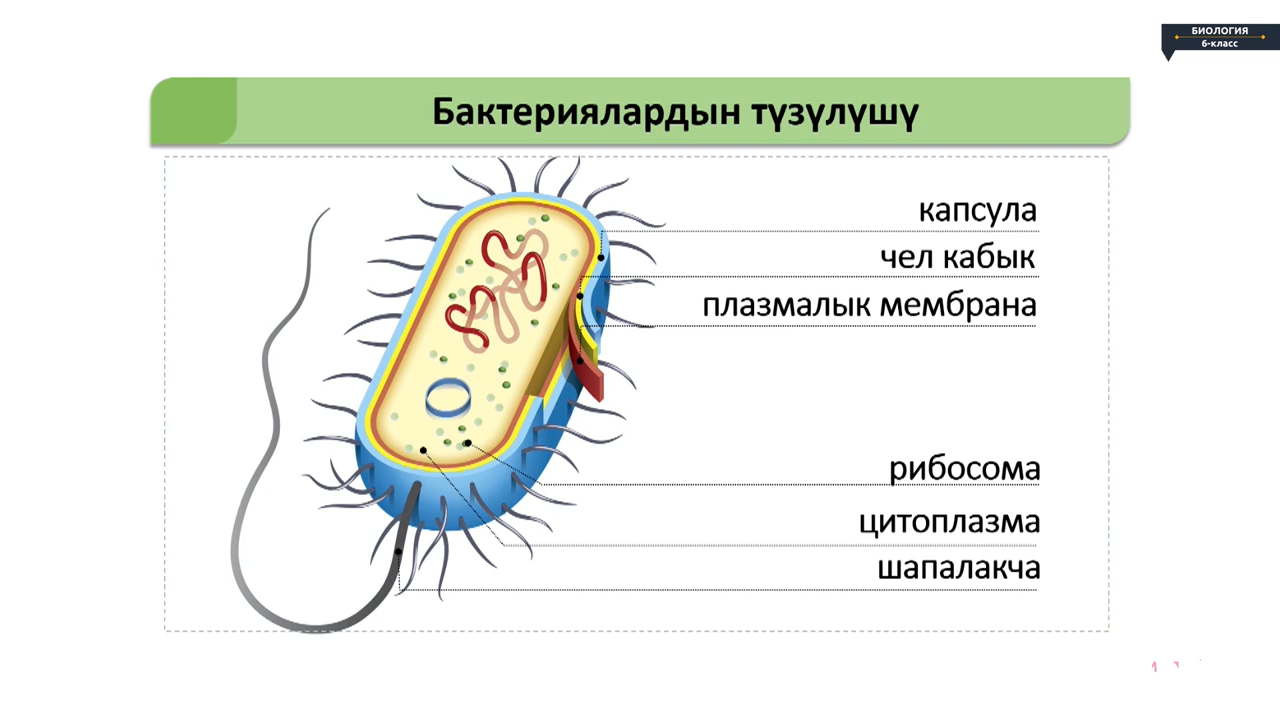 БИОЛОГИЯ
6-класс
Бактериялардын түзүлүшү
капсула
чел кабык
плазмалык мембрана
рибосома
цитоплазма
шапалакча